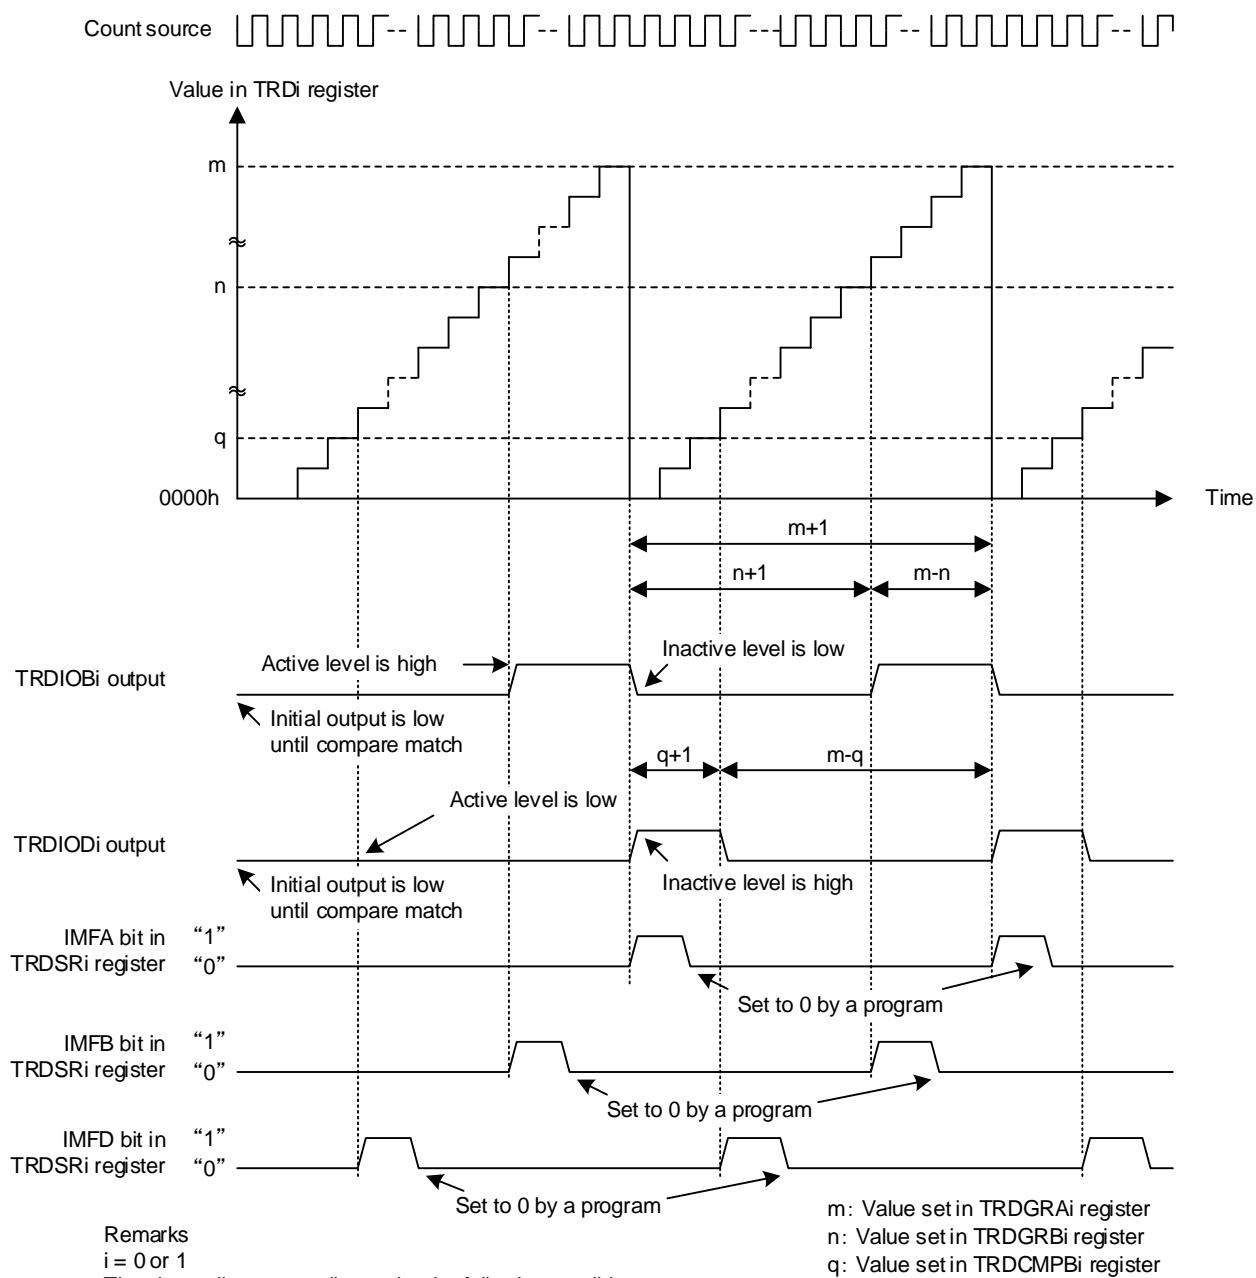 Count source
Value in TRDi register
m
n
q
0000h
Time
m+1
n+1
m-n
Active level is high
Inactive level is low
TRDIOBi output
Initial output is low
until compare match
q+1
m-q
Active level is low
TRDIODi output
Initial output is low
until compare match
Inactive level is high
IMFA bit in “1”
TRDSRi register “0”
Set to 0 by a program
IMFB bit in “1”
TRDSRi register “0”
Set to 0 by a program
IMFD bit in “1”
TRDSRi register “0”
Set to 0 by a program
m: Value set in TRDGRAi register
n: Value set in TRDGRBi register
q: Value set in TRDCMPBi register
Remarks
i = 0 or 1